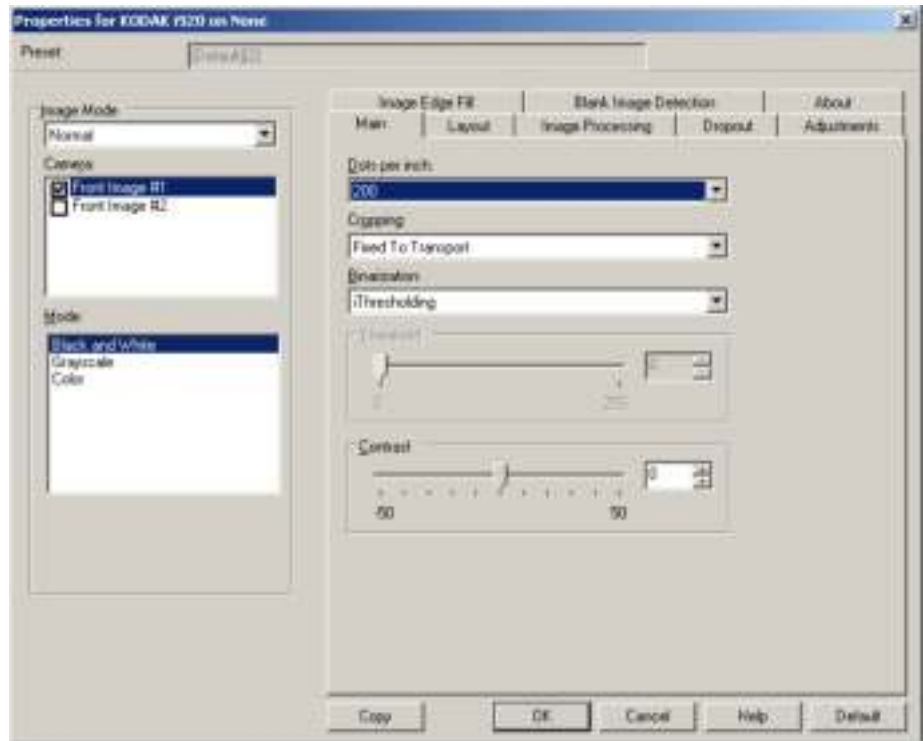 Properties for KODAK i920 on None
Preset
Image Mode
Normal
Camera
Front Image #1
Front Image #2
Mode
Black and White
Grayscale
Color
Image Edge Fill
Blank Image Detection
About
Main
Layout
Image Processing
Dropout
Adjustments
Dots per inch
200
Cropping
Fixed To Transport
Binarization
iThresholding
Threshold
0
255
Contrast
0
-50
50
Copy
OK
Cancel
Help
Default